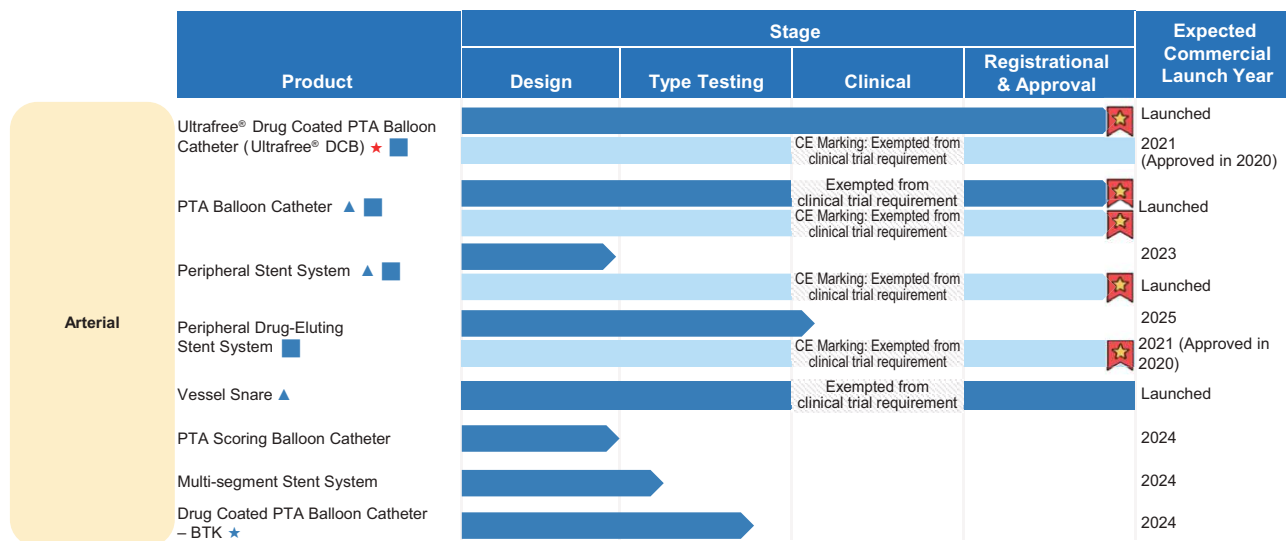 Product
Stage
Design
Type Testing
Clinical
Registrational
& Approval
Expected
Commercial
Launch Year
Arterial
Ultrafree® Drug Coated PTA Balloon
Catheter (Ultrafree® DCB) ★ ■
Launched
CE Marking: Exempted from
clinical trial requirement
2021
(Approved in 2020)
PTA Balloon Catheter ▲ ■
Exempted from
clinical trial requirement
CE Marking: Exempted from
clinical trial requirement
Launched
Peripheral Stent System ▲ ■
2023
CE Marking: Exempted from
clinical trial requirement
Launched
Peripheral Drug-Eluting
Stent System ■
2025
CE Marking: Exempted from
clinical trial requirement
2021 (Approved in
2020)
Vessel Snare ▲
Exempted from
clinical trial requirement
Launched
PTA Scoring Balloon Catheter
2024
Multi-segment Stent System
2024
Drug Coated PTA Balloon Catheter
– BTK ★
2024